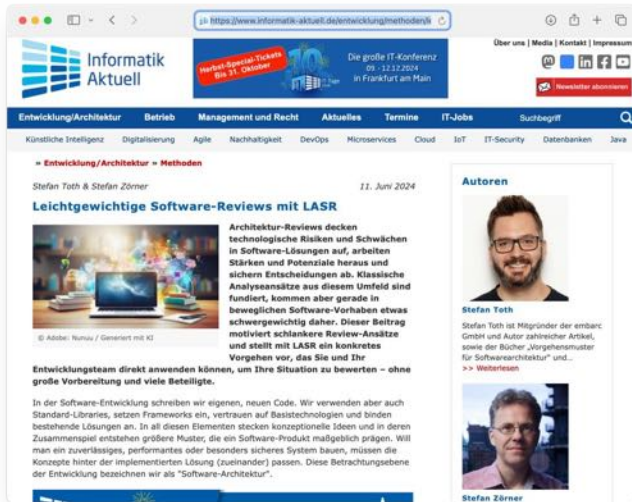 https://www.informatik-aktuell.de/entwicklung/methoden/
Über uns | Media | Kontakt | Impressum
Informatik
Aktuell
Herbst-Special-Tickets
Bis 31. Oktober
Die große IT-Konferenz
09. - 12.12.2024
in Frankfurt am Main
Newsletter abonnieren
Entwicklung/Architektur Betrieb Management und Recht Aktuelles Termine IT-Jobs Suchbegriff
Künstliche Intelligenz Digitalisierung Agile Nachhaltigkeit DevOps Microservices Cloud IoT IT-Security Datenbanken Java
» Entwicklung/Architektur » Methoden
Stefan Toth & Stefan Zörner 11. Juni 2024
Leichtgewichtige Software-Reviews mit LASR
Architektur-Reviews decken
technologische Risiken und Schwächen
in Software-Lösungen auf, arbeiten
Stärken und Potenziale heraus und
sichern Entscheidungen ab. Klassische
Analyseansätze aus diesem Umfeld sind
fundiert, kommen aber gerade in
beweglichen Software-Vorhaben etwas
schwergewichtig daher. Dieser Beitrag
motiviert schlankere Review-Ansätze
und stellt mit LASR ein konkretes
Vorgehen vor, das Sie und Ihr
© Adobe: Nunuu / Generiert mit KI
Entwicklungsteam direkt anwenden können, um Ihre Situation zu bewerten – ohne
große Vorbereitung und viele Beteiligte.
In der Software-Entwicklung schreiben wir eigenen, neuen Code. Wir verwenden aber auch
Standard-Libraries, setzen Frameworks ein, vertrauen auf Basistechnologien und binden
bestehende Lösungen an. In all diesen Elementen stecken konzeptionelle Ideen und in deren
Zusammenspiel entstehen größere Muster, die ein Software-Produkt maßgeblich prägen. Will
man ein zuverlässiges, performantes oder besonders sicheres System bauen, müssen die
Konzepte hinter der implementierten Lösung (zueinander) passen. Diese Betrachtungsebene
der Entwicklung bezeichnen wir als "Software-Architektur".
Autoren
Stefan Toth
Stefan Toth ist Mitgründer der embarc
GmbH und Autor zahlreicher Artikel,
sowie der Bücher „Vorgehensmuster
für Softwarearchitektur" und...
>> Weiterlesen
Stefan Zörner